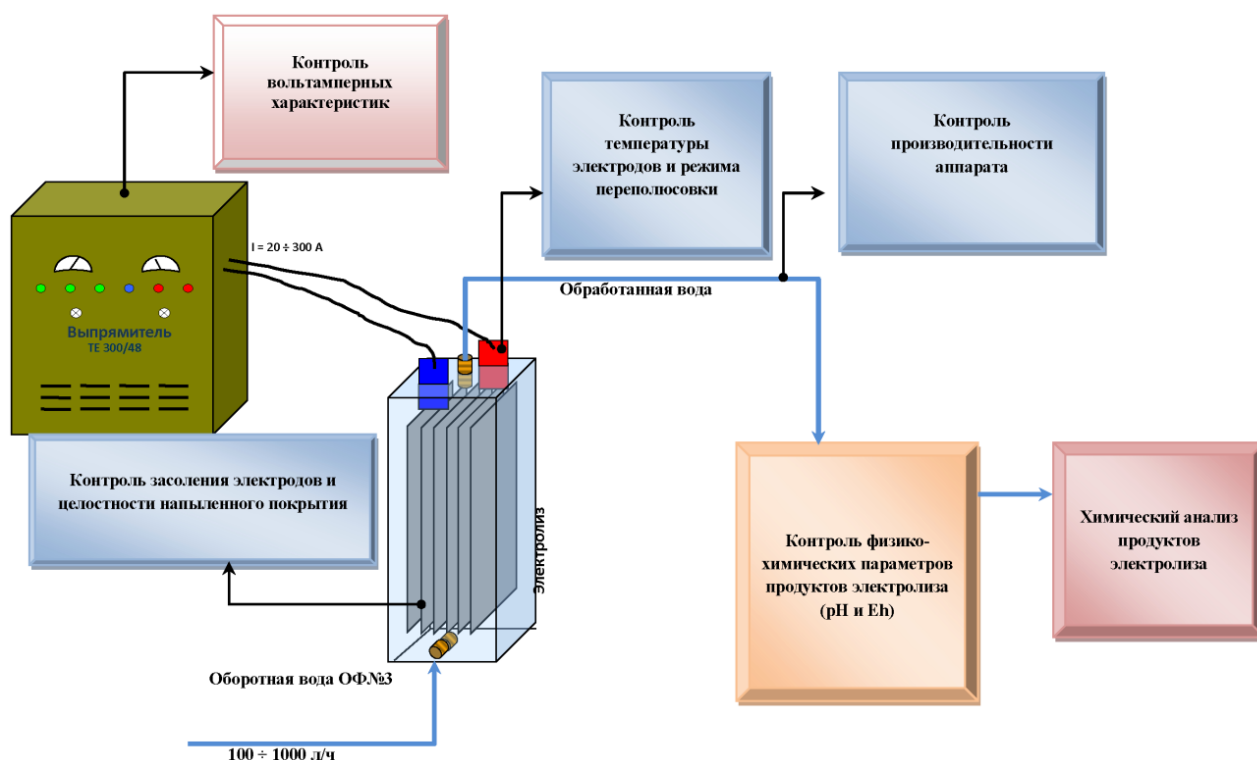 Контроль
вольтамперных
характеристик
Контроль
температуры
электродов и режима
переполюсовки
Контроль
производительности
аппарата
I = 20 ÷ 300 А
Обработанная вода
Выпрямитель
ТЕ 300/48
Контроль засоления электродов и
целостности напыленного покрытия
Электролиз
Контроль физико-
химических параметров
продуктов электролиза
(рН и Eh)
Химический анализ
продуктов
электролиза
Оборотная вода ОФ№3
100 ÷ 1000 л/ч